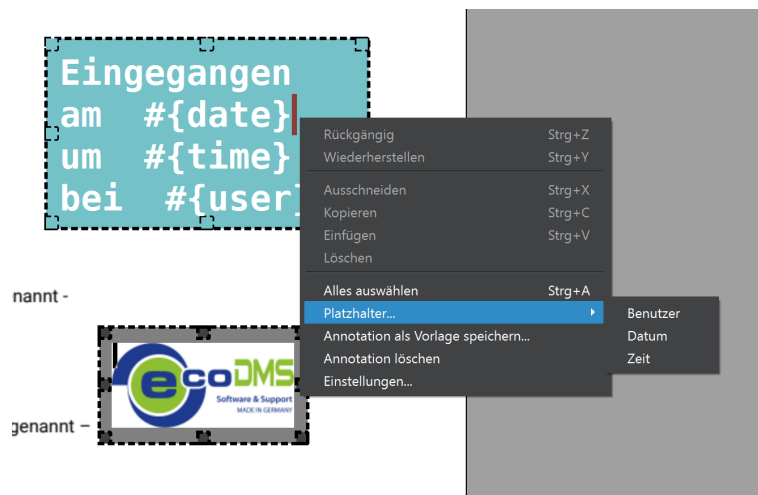 Eingegangen
am #{date}
um #{time}
bei #{user}
Rückgängig Strg+Z
Wiederherstellen Strg+Y
Ausschneiden Strg+X
Kopieren Strg+C
Einfügen Strg+V
Löschen
Alles auswählen Strg+A
Platzhalter...
Annotation als Vorlage speichern...
Annotation löschen
Einstellungen...
Benutzer
Datum
Zeit
nannt -
ecoDMS
Software & Support
MADE IN GERMANY
genannt –